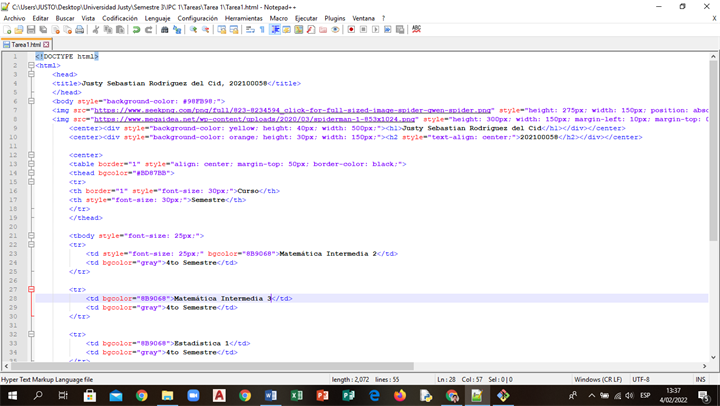 C:\Users\JUSTO\Desktop\Universidad Justy\Semestre 3\IPC 1\Tareas\Tarea 1\Tarea1.html - Notepad++
Archivo Editar Buscar Vista Codificación Lenguaje Configuración Herramientas Macro Ejecutar Plugins Ventana ?
X
Tarea1.html
1 <!DOCTYPE html>
2 <html>
3 <head>
4 <title>Justy Sebastian Rodriguez del Cid, 202100058</title>
5 </head>
6 <body style="background-color: #98FB98;">
7 <img src="https://www.seekpng.com/png/full/823-8234594_click-for-full-sized-image-spider-gwen-spider.png" style="height: 275px; width: 150px; position: absc
8 <img src="https://www.megaidea.net/wp-content/uploads/2020/03/spiderman-1-853x1024.png" style="height: 300px; width: 150px; margin-left: 10px; margin-top: (
9 <center><div style="background-color: yellow; height: 40px; width: 500px;"><h1>Justy Sebastian Rodriguez del Cid</h1></div></center>
10 <center><div style="background-color: orange; height: 30px; width: 150px;"><h2 style="text-align: center;">202100058</h2></div></center>
11
12 <center>
13 <table border="1" style="align: center; margin-top: 50px; border-color: black;">
14 <thead bgcolor="#BD87BB">
15 <tr>
16 <th border="1" style="font-size: 30px;">Curso</th>
17 <th style="font-size: 30px;">Semestre</th>
18 </tr>
19 </thead>
20
21 <tbody style="font-size: 25px;">
22 <tr>
23 <td style="font-size: 25px;" bgcolor="8B9068">Matemática Intermedia 2</td>
24 <td bgcolor="gray">4to Semestre</td>
25 </tr>
26
27 <tr>
28 <td bgcolor="8B9068">Matemática Intermedia 3</td>
29 <td bgcolor="gray">4to Semestre</td>
30 </tr>
31
32 <tr>
33 <td bgcolor="8B9068">Estadística 1</td>
34 <td bgcolor="gray">4to Semestre</td>
35 </tr>
Hyper Text Markup Language file length : 2,072 lines : 55 Ln : 28 Col : 57 Sel : 0 | 0 Windows (CR LF) UTF-8 INS
ESP
13:37
4/02/2022